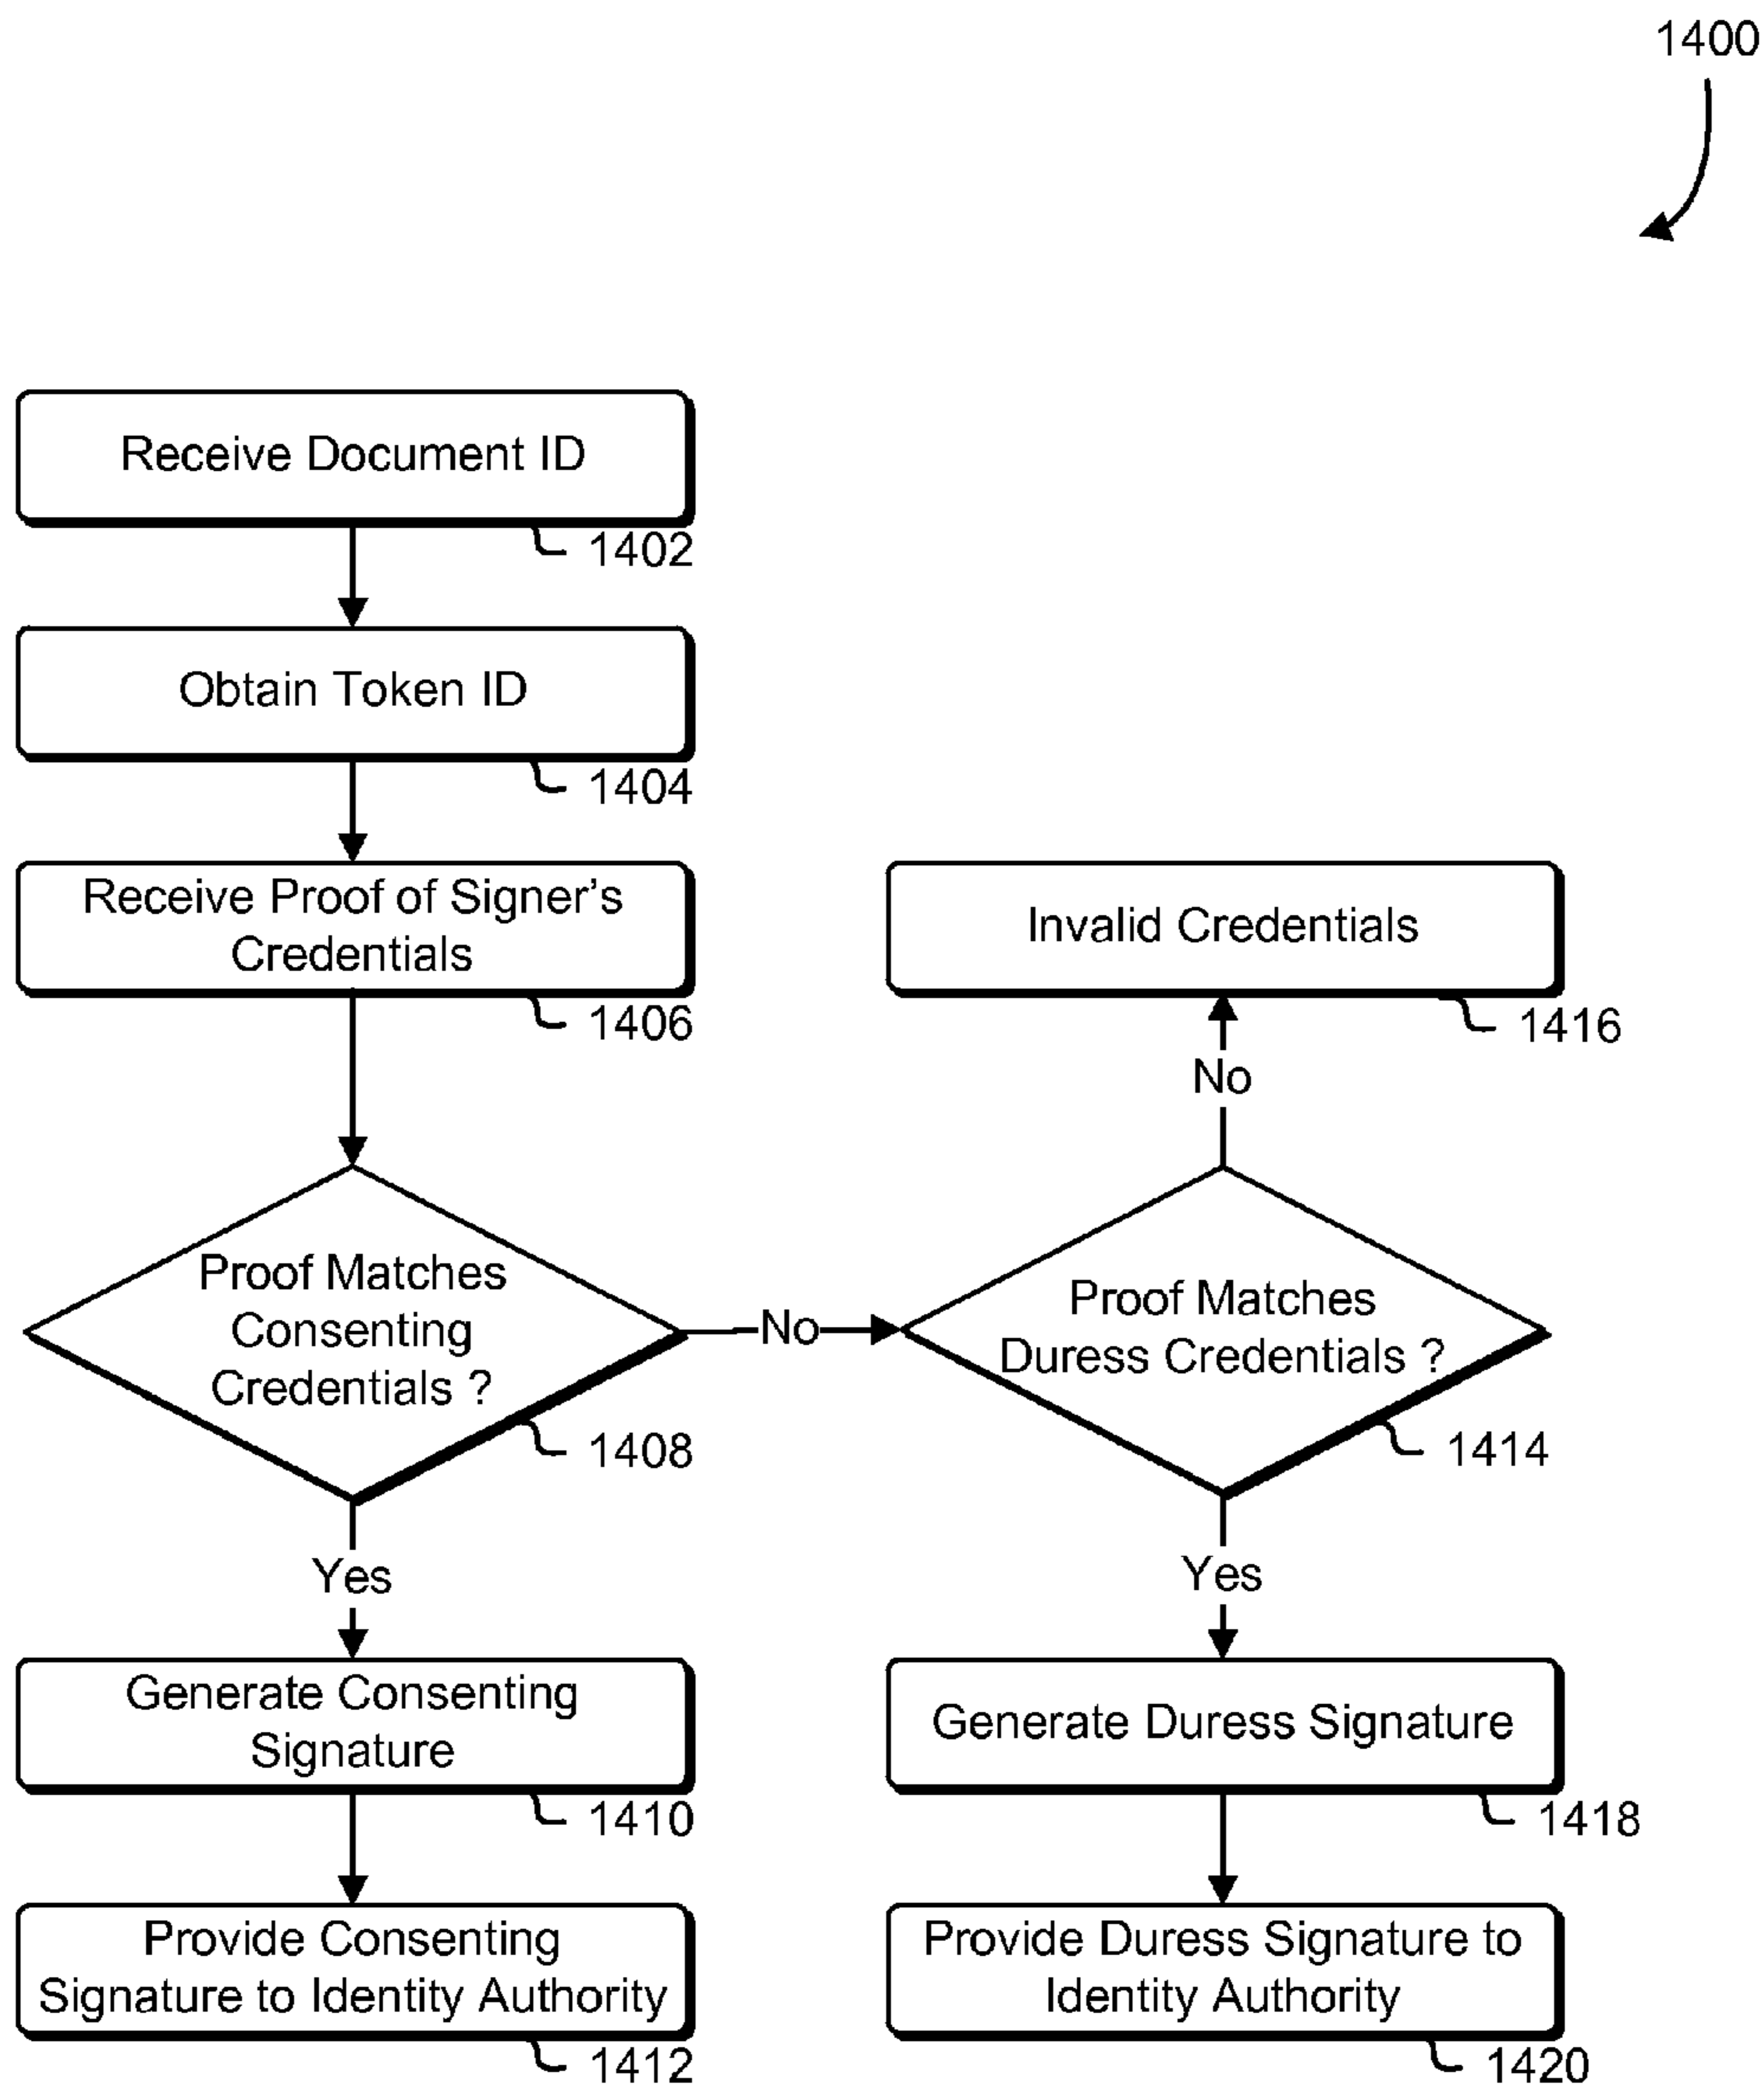 1400
Receive Document ID
1402
Obtain Token ID
1404
Receive Proof of Signer’s
Credentials
1406
Proof Matches
Consenting
Credentials ?
1408
No
Yes
Generate Consenting
Signature
1410
Provide Consenting
Signature to Identity Authority
1412
Invalid Credentials
1416
No
Proof Matches
Duress Credentials ?
1414
Yes
Generate Duress Signature
1418
Provide Duress Signature to
Identity Authority
1420